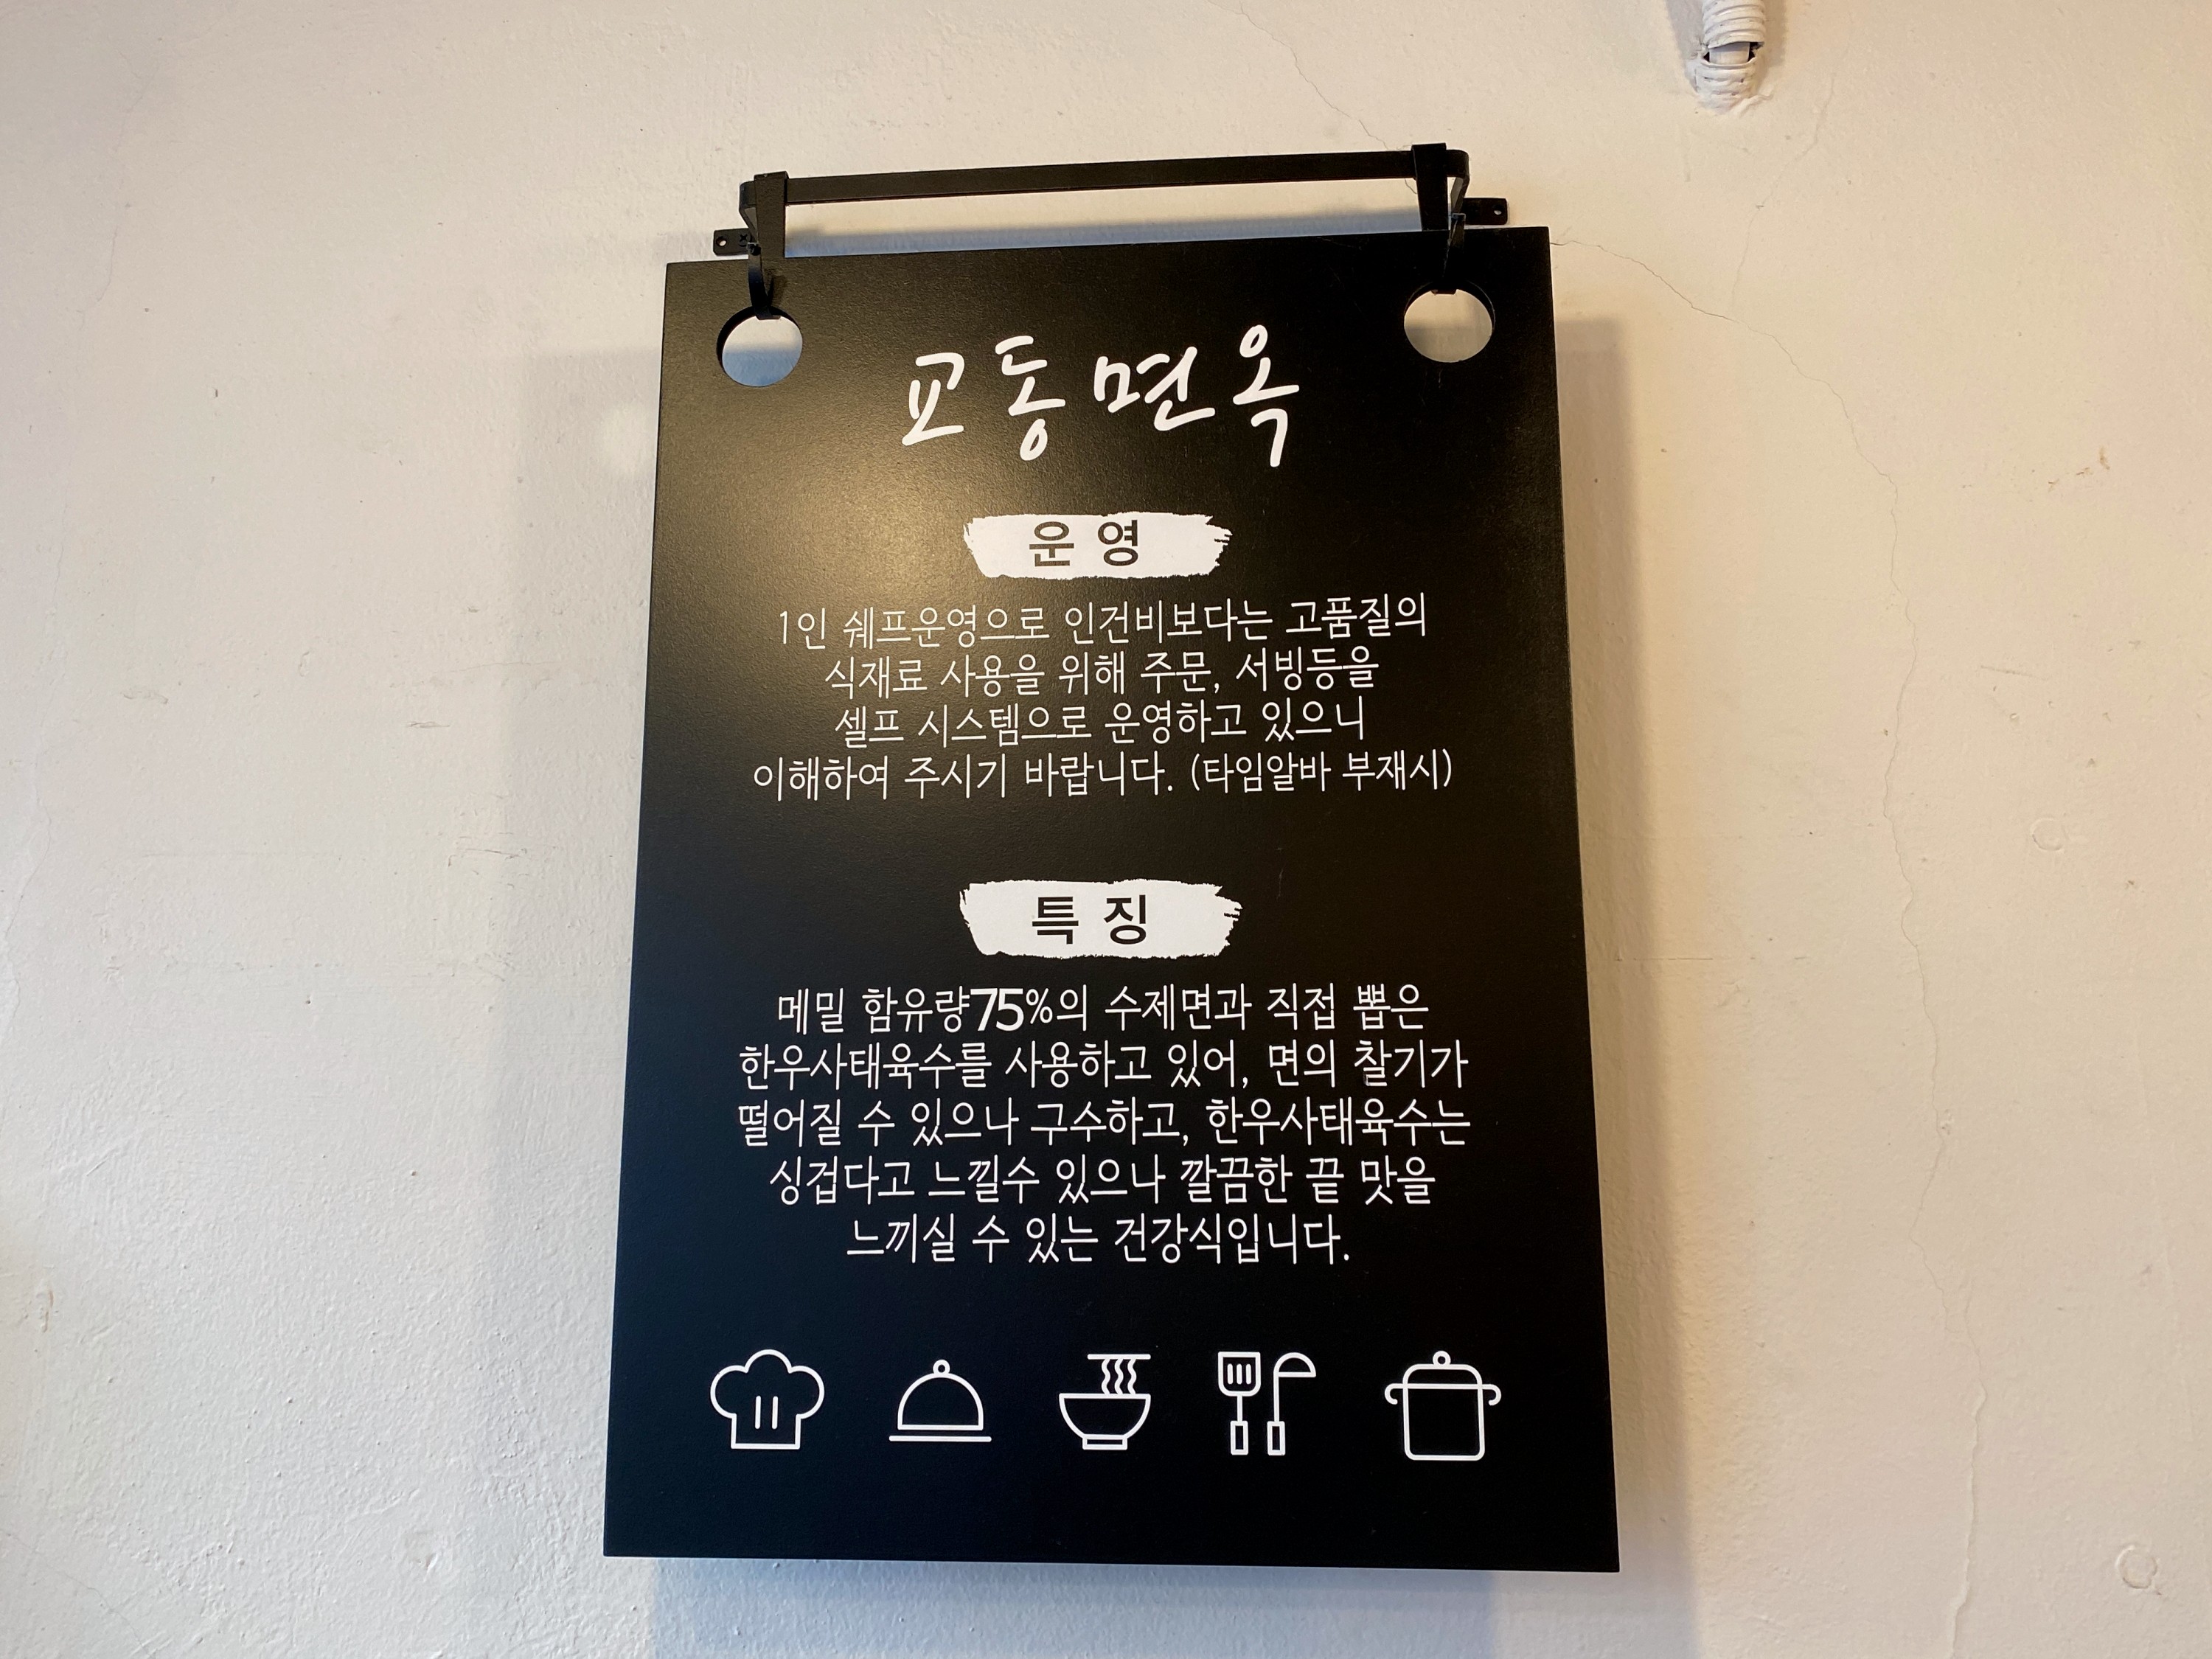 교동면옥
운영
1인 쉐프운영으로 인건비보다는 고품질의
식재료 사용을 위해 주문, 서빙등을
셀프 시스템으로 운영하고 있으니
이해하여 주시기 바랍니다. (타임알바 부재시)
특징
메밀 함유량75%의 수제면과 직접 뽑은
한우사태육수를 사용하고 있어, 면의 찰기가
떨어질 수 있으나 구수하고, 한우사태육수는
싱겁다고 느낄수 있으나 깔끔한 끝 맛을
느끼실 수 있는 건강식입니다.